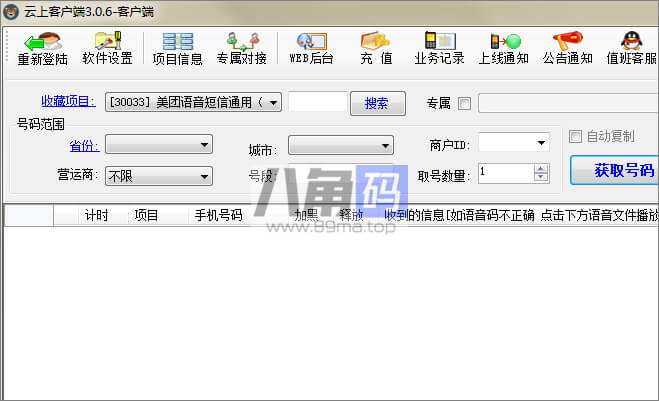 云上客户端3.0.6-客户端
重新登陆 软件设置 项目信息 专属对接 WEB后台 充 值 业务记录 上线通知 公告通知 值班客服
收藏项目: [30033] 美团语音短信通用 ( 搜索 专属
号码范围
自动复制
省份: 城市: 商户ID:
营运商: 不限 号段: 取号数量: 1 获取号码
八角码
计时 项目 手机号码 加黑 释放 收到的信息[如语音码不正确 点击下方语音文件播放
www.89ma.top